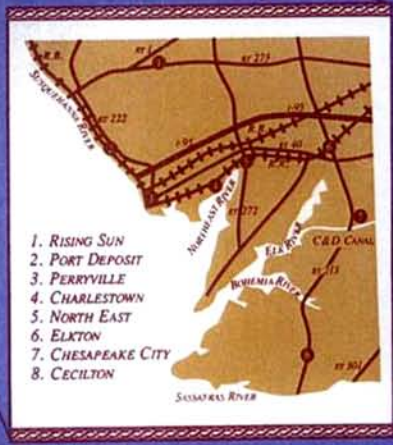 R.R.
RT 1
RT 273
SUSQUEHANNA RIVER
RT 222
I-95
I-95
R.R.
RT 40
R.R.
NORTHEAST RIVER
RT 272
ELK RIVER
C&D CANAL
BOHEMIA RIVER
RT 213
RT 301
SASSAFRAS RIVER
1. RISING SUN
2. PORT DEPOSIT
3. PERRYVILLE
4. CHARLESTOWN
5. NORTH EAST
6. ELKTON
7. CHESAPEAKE CITY
8. CECILTON